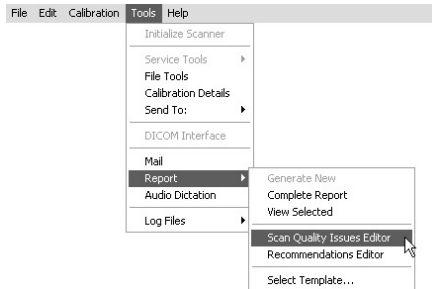 File Edit Calibration Tools Help
Initialize Scanner
Service Tools
File Tools
Calibration Details
Send To:
DICOM Interface
Mail
Report
Audio Dictation
Log Files
Generate New
Complete Report
View Selected
Scan Quality Issues Editor
Recommendations Editor
Select Template...